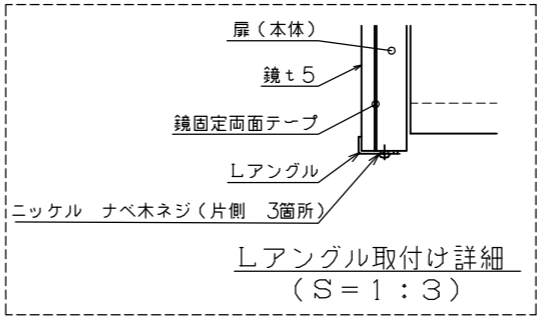 扉（本体）
鏡ｔ５
鏡固定両面テープ
Ｌアングル
ニッケル　ナベ木ネジ（片側　3箇所）
Ｌアングル取付け詳細
（Ｓ＝１：３）